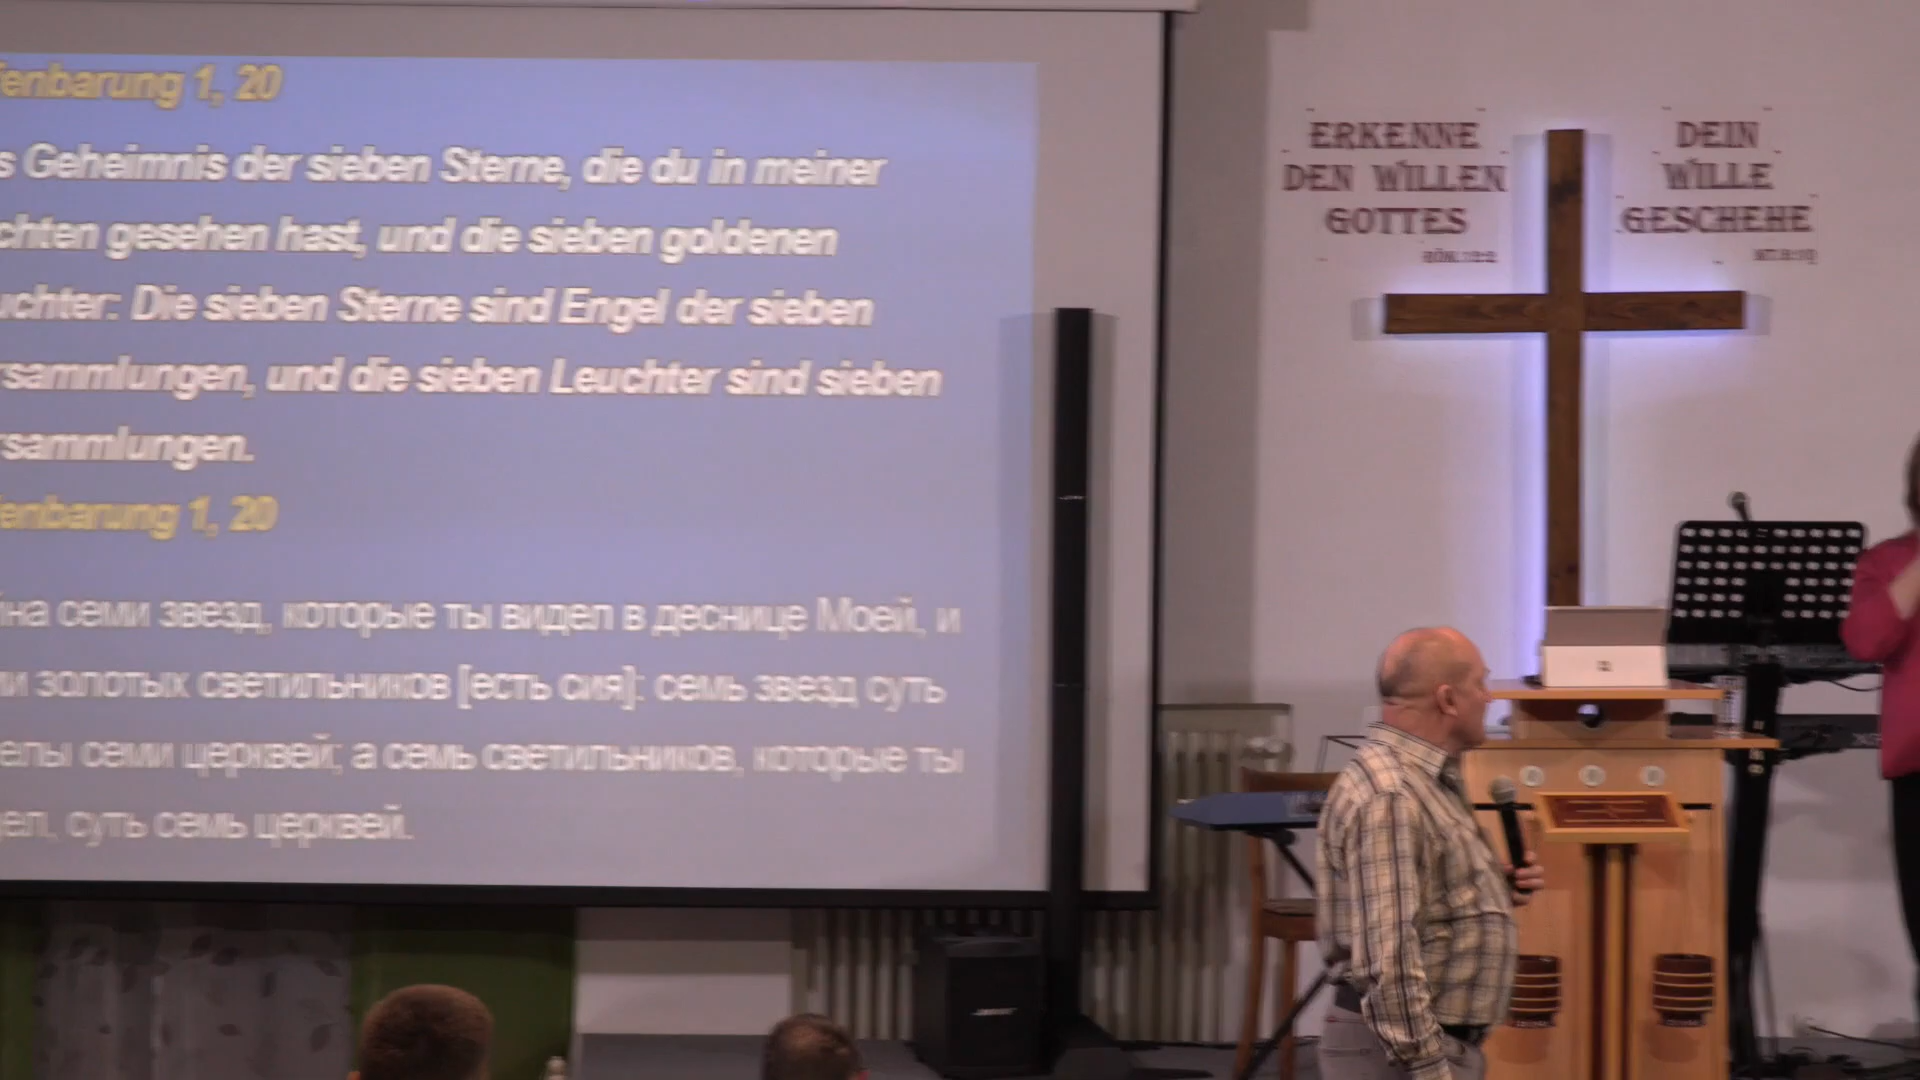 fenbarung 1, 20
s Geheimnis der sieben Sterne, die du in meiner
chten gesehen hast, und die sieben goldenen
uchter: Die sieben Sterne sind Engel der sieben
rsammlungen, und die sieben Leuchter sind sieben
rsammlungen.
fenbarung 1, 20
йна семи звезд, которые ты видел в деснице Моей, и
ми золотых светильников [есть сия]: семь звезд суть
елы семи церквей; а семь светильников, которые ты
дел, суть семь церквей.
ERKENNE
DEN WILLEN
GOTTES
DEIN
WILLE
GESCHEHE
BOSE